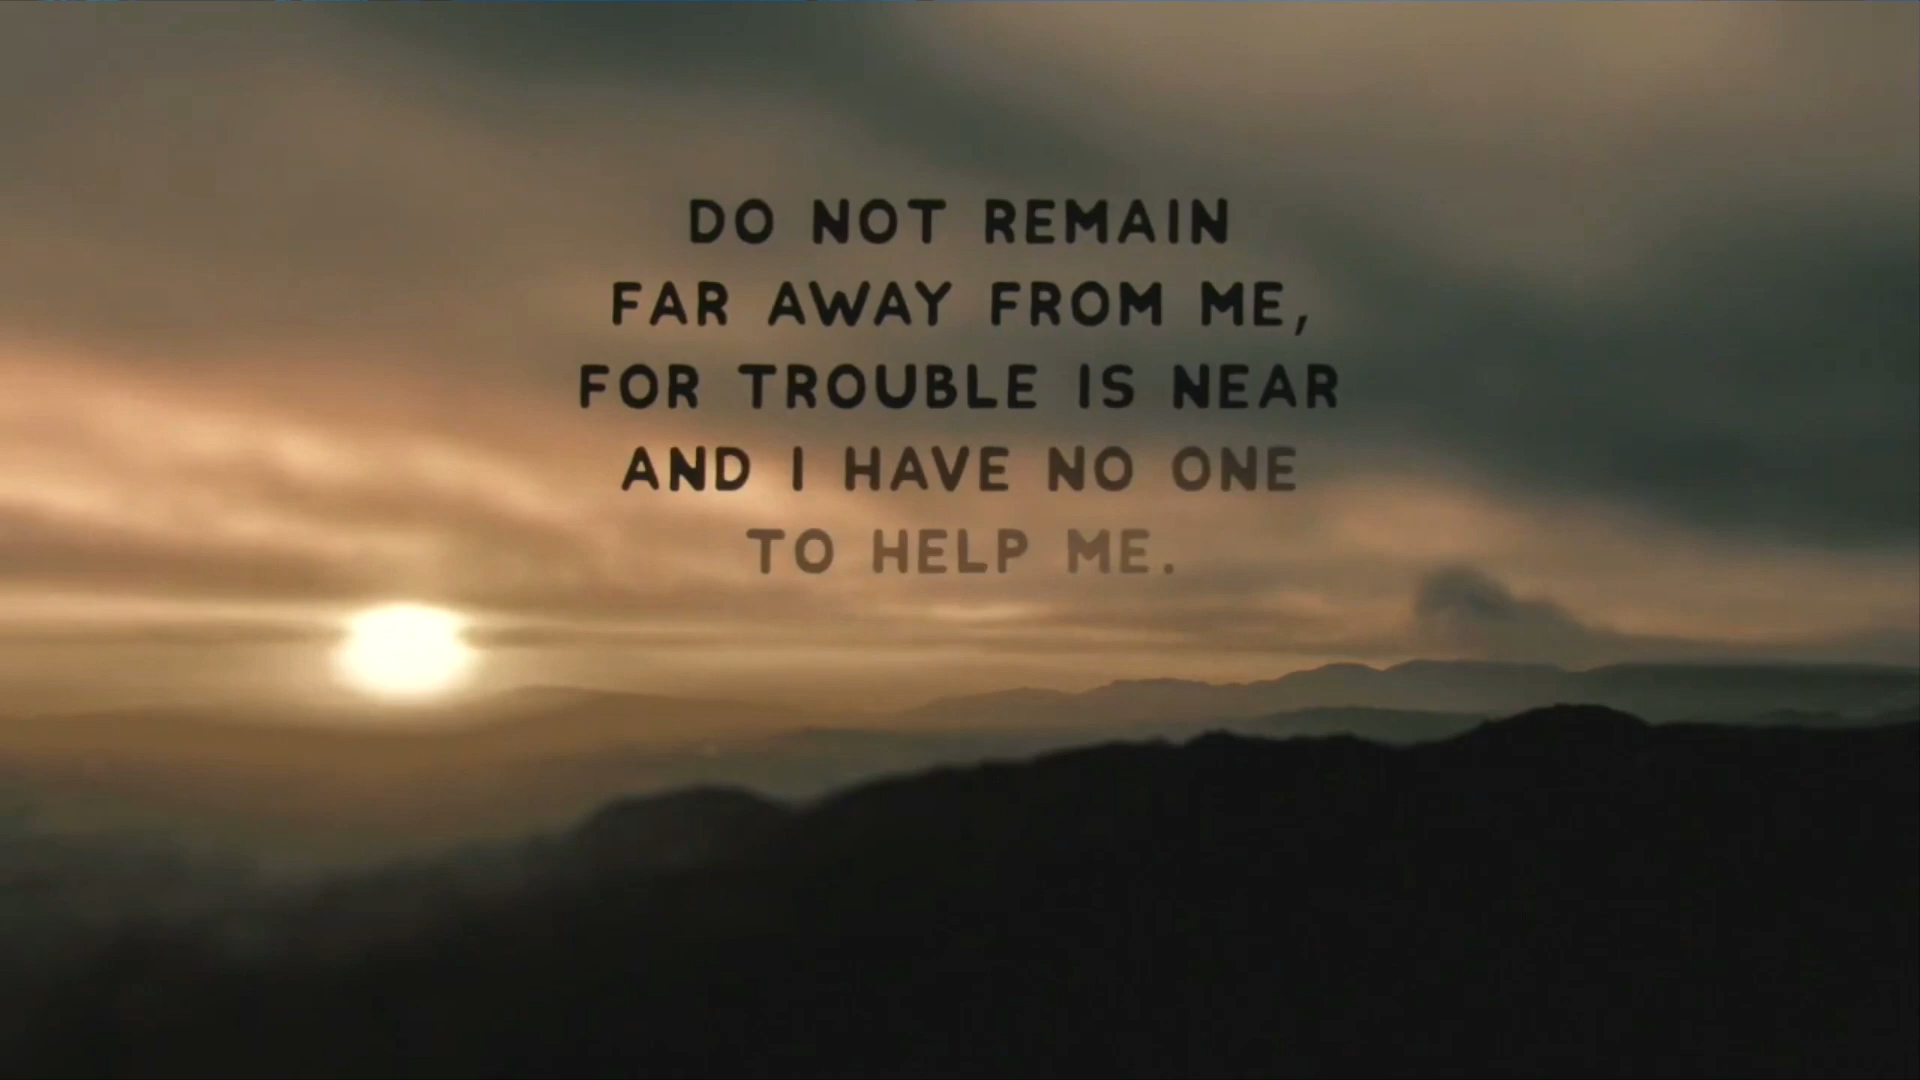 DO NOT REMAIN
FAR AWAY FROM ME,
FOR TROUBLE IS NEAR
AND I HAVE NO ONE
TO HELP ME.